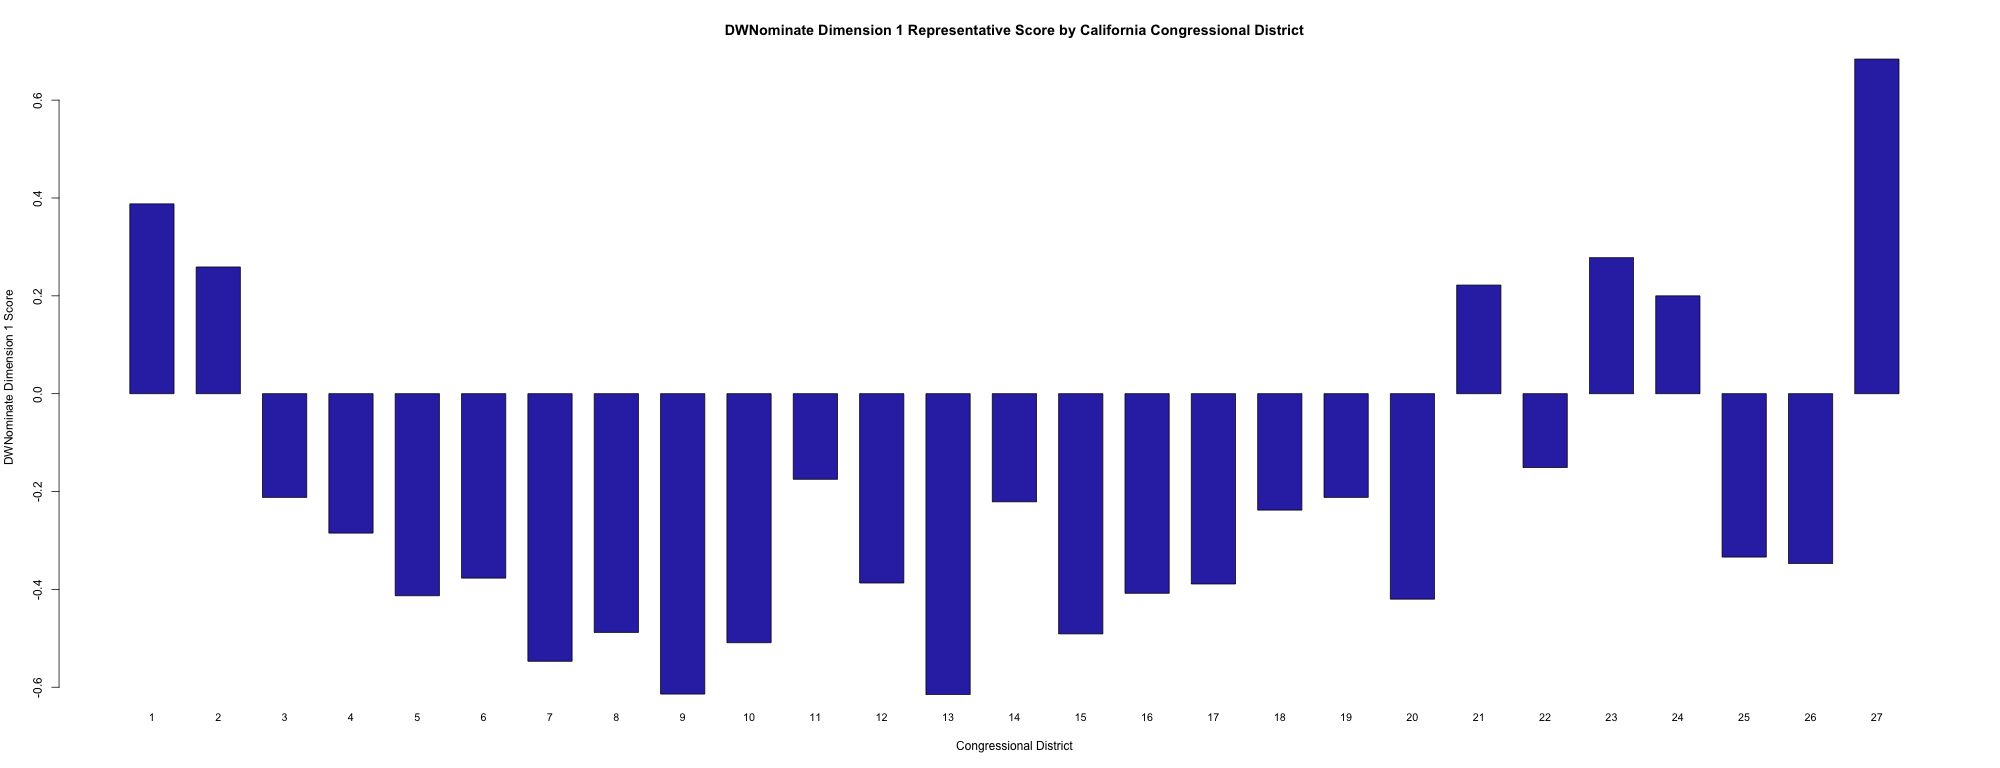 DWNominate Dimension 1 Representative Score by California Congressional District
DWNominate Dimension 1 Score
0.6
0.4
0.2
0.0
-0.2
-0.4
-0.6
1 2 3 4 5 6 7 8 9 10 11 12 13 14 15 16 17 18 19 20 21 22 23 24 25 26 27
Congressional District